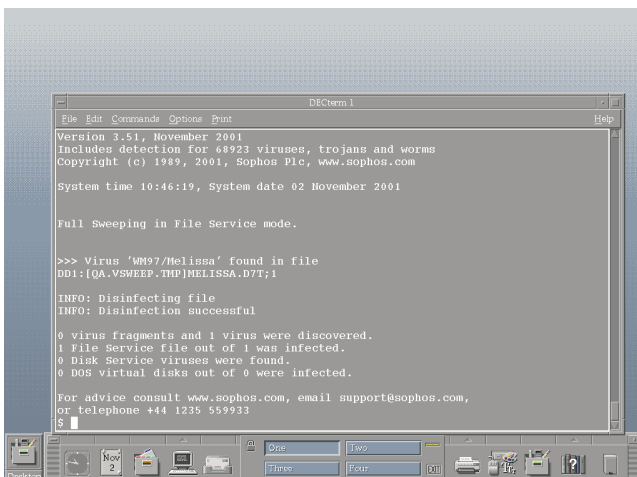 DECterm 1
File Edit Commands Options Print Help
Version 3.51, November 2001
Includes detection for 68923 viruses, trojans and worms
Copyright (c) 1989, 2001, Sophos Plc, www.sophos.com
System time 10:46:19, System date 02 November 2001
Full Sweeping in File Service mode.
>>> Virus 'WM97/Melissa' found in file
DD1:[QA.VSWEEP.TMP]MELISSA.D7T;1
INFO: Disinfecting file
INFO: Disinfection successful
0 virus fragments and 1 virus were discovered.
1 File Service file out of 1 was infected.
0 Disk Service viruses were found.
0 DOS virtual disks out of 0 were infected.
For advice consult www.sophos.com, email support@sophos.com,
or telephone +44 1235 559933
$
One Two
Nov
2
Three Four
Desktop